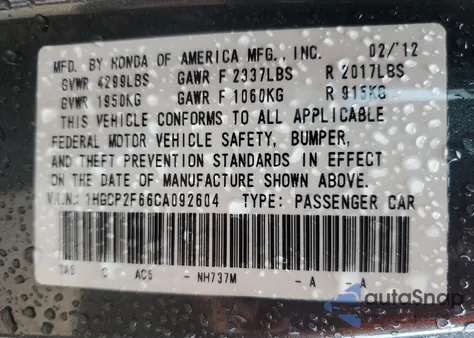 MFD. BY HONDA OF AMERICA MFG., INC. 02/'12
GVWR 4299LBS GAWR F 2337LBS R 2017LBS
GVWR 1950KG GAWR F 1060KG R 915KG
THIS VEHICLE CONFORMS TO ALL APPLICABLE
FEDERAL MOTOR VEHICLE SAFETY, BUMPER,
AND THEFT PREVENTION STANDARDS IN EFFECT
ON THE DATE OF MANUFACTURE SHOWN ABOVE.
V.I.N.: 1HGCP2F66CA092604 TYPE: PASSENGER CAR
TA5 C AC5 - NH737M - A - A
autoSnap